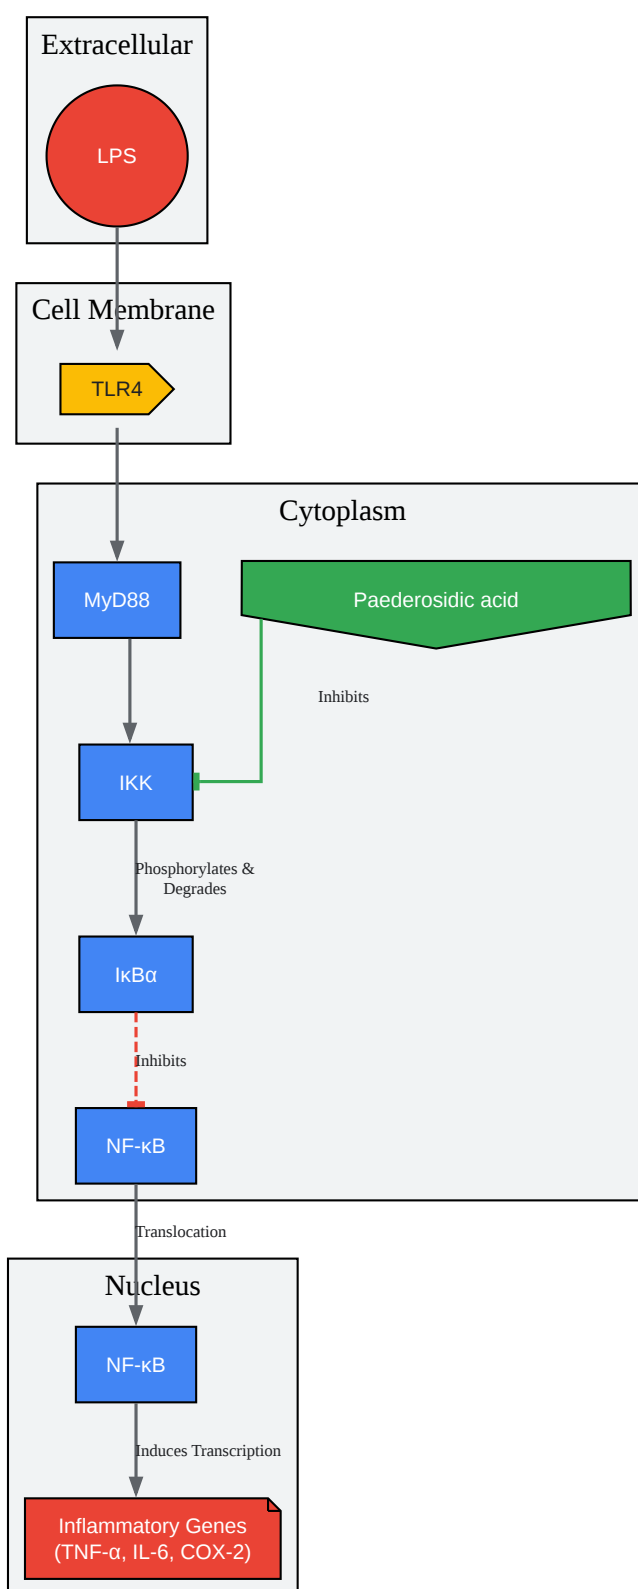 Extracellular
LPS
Cell Membrane
TLR4
Cytoplasm
MyD88
Paederosidic acid
Inhibits
IKK
Phosphorylates &
Degrades
IκBα
Inhibits
NF-κB
Translocation
Nucleus
NF-κB
Induces Transcription
Inflammatory Genes
(TNF-α, IL-6, COX-2)